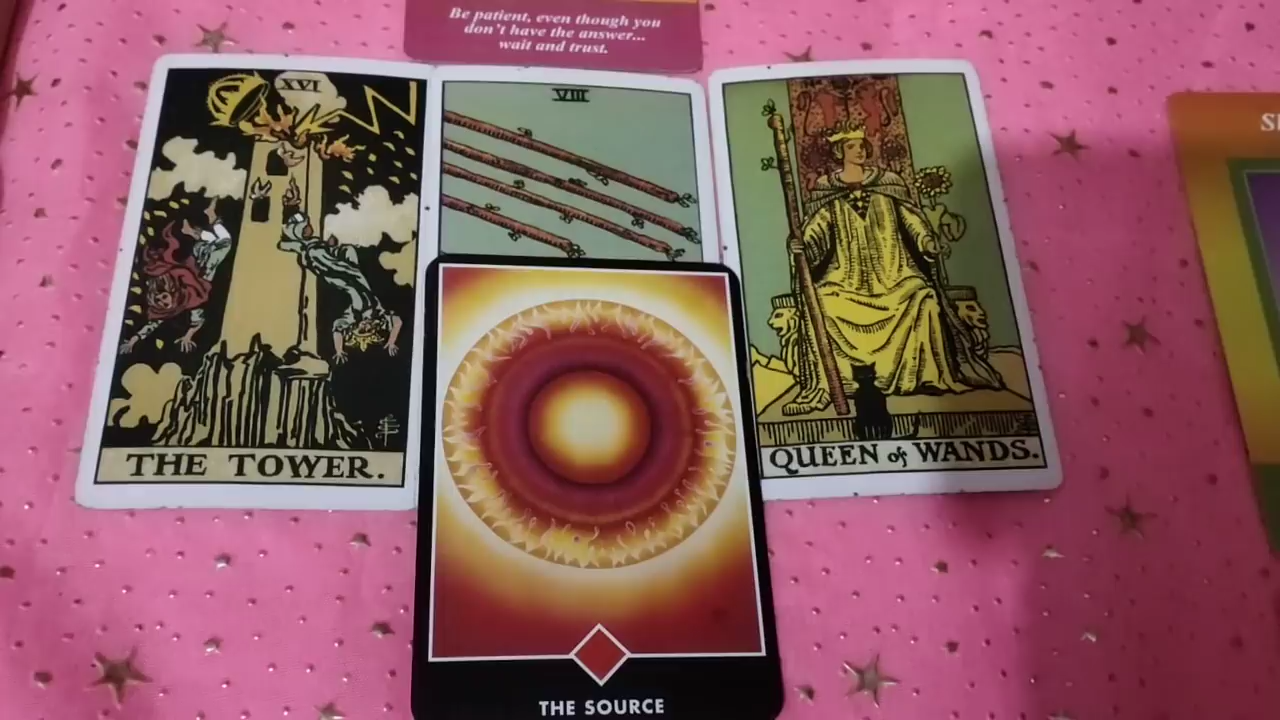 Be patient, even though you
don't have the answer...
wait and trust.
XVI
VIII
THE TOWER.
QUEEN of WANDS.
THE SOURCE